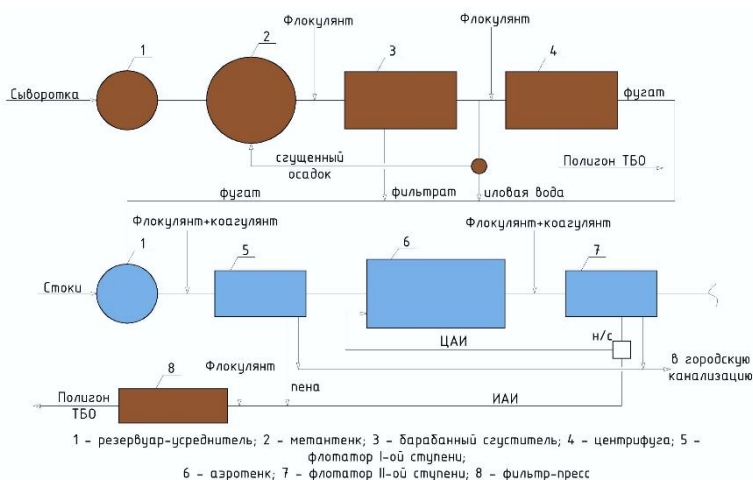 Флокулянт
Флокулянт
1
2
3
4
Сыворотка
фугат
сгущенный
осадок
Полигон ТБО
фугат
фильтрат
иловая вода
Флокулянт+коагулянт
Флокулянт+коагулянт
1
5
6
7
Стоки
н/с
ЦАИ
в городскую
канализацию
8
Флокулянт
пена
Полигон
ТБО
ИАИ
1 - резервуар-усреднитель; 2 - метантенк; 3 - барабанный сгуститель; 4 - центрифуга; 5 -
флотатор I-ой ступени;
6 - аэротенк; 7 - флотатор II-ой ступени; 8 - фильтр-пресс